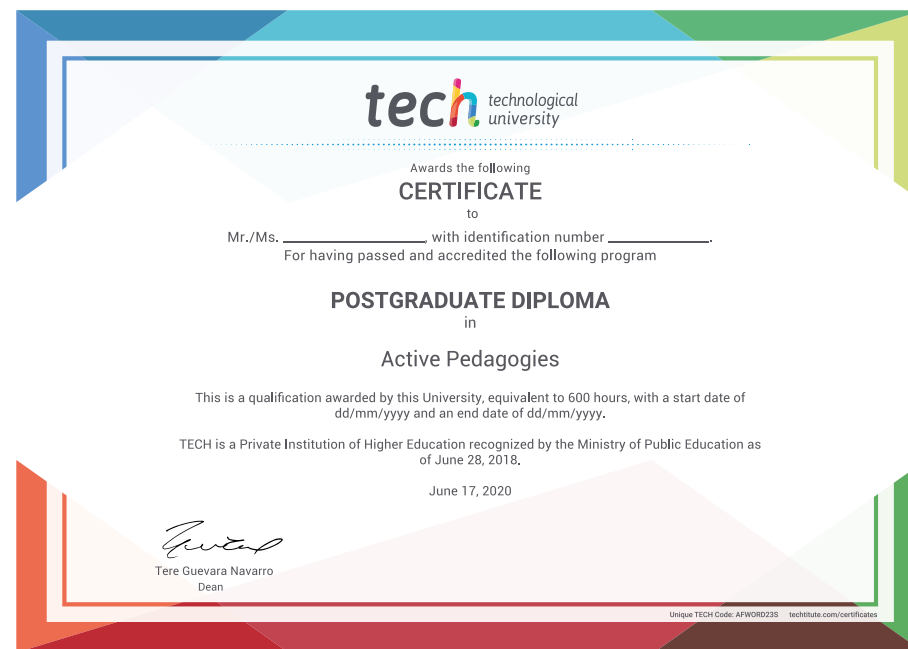 tech technological
university
Awards the following
CERTIFICATE
to
Mr./Ms. ____________, with identification number ____________.
For having passed and accredited the following program
POSTGRADUATE DIPLOMA
in
Active Pedagogies
This is a qualification awarded by this University, equivalent to 600 hours, with a start date of
dd/mm/yyyy and an end date of dd/mm/yyyy.
TECH is a Private Institution of Higher Education recognized by the Ministry of Public Education as
of June 28, 2018.
June 17, 2020
Tere Guevara Navarro
Dean
Unique TECH Code: AFWORD23S techtitute.com/certificates